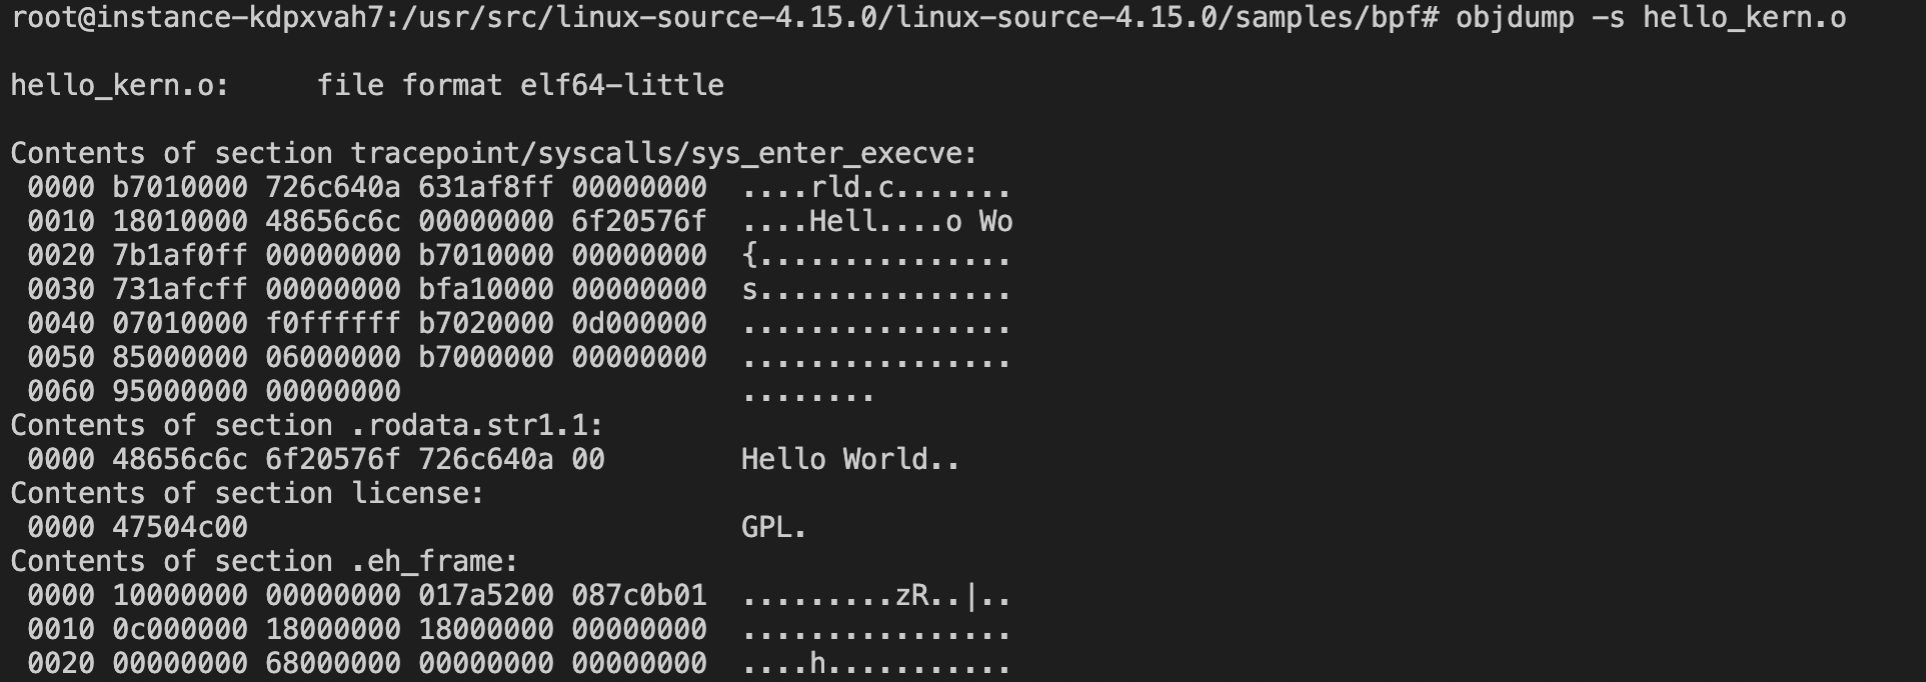 root@instance-kdpxvah7:/usr/src/linux-source-4.15.0/linux-source-4.15.0/samples/bpf# objdump -s hello_kern.o

hello_kern.o:     file format elf64-little

Contents of section tracepoint/syscalls/sys_enter_execve:
 0000 b7010000 726c640a 631af8ff 00000000  ....rld.c.......
 0010 18010000 48656c6c 00000000 6f20576f  ....Hell....o Wo
 0020 7b1af0ff 00000000 b7010000 00000000  {...............
 0030 731afcff 00000000 bfa10000 00000000  s...............
 0040 07010000 f0ffffff b7020000 0d000000  ................
 0050 85000000 06000000 b7000000 00000000  ................
 0060 95000000 00000000                    ........
Contents of section .rodata.str1.1:
 0000 48656c6c 6f20576f 726c640a 00        Hello World..
Contents of section license:
 0000 47504c00                             GPL.
Contents of section .eh_frame:
 0000 10000000 00000000 017a5200 087c0b01  .........zR..|..
 0010 0c000000 18000000 18000000 00000000  ................
 0020 00000000 68000000 00000000 00000000  ....h...........